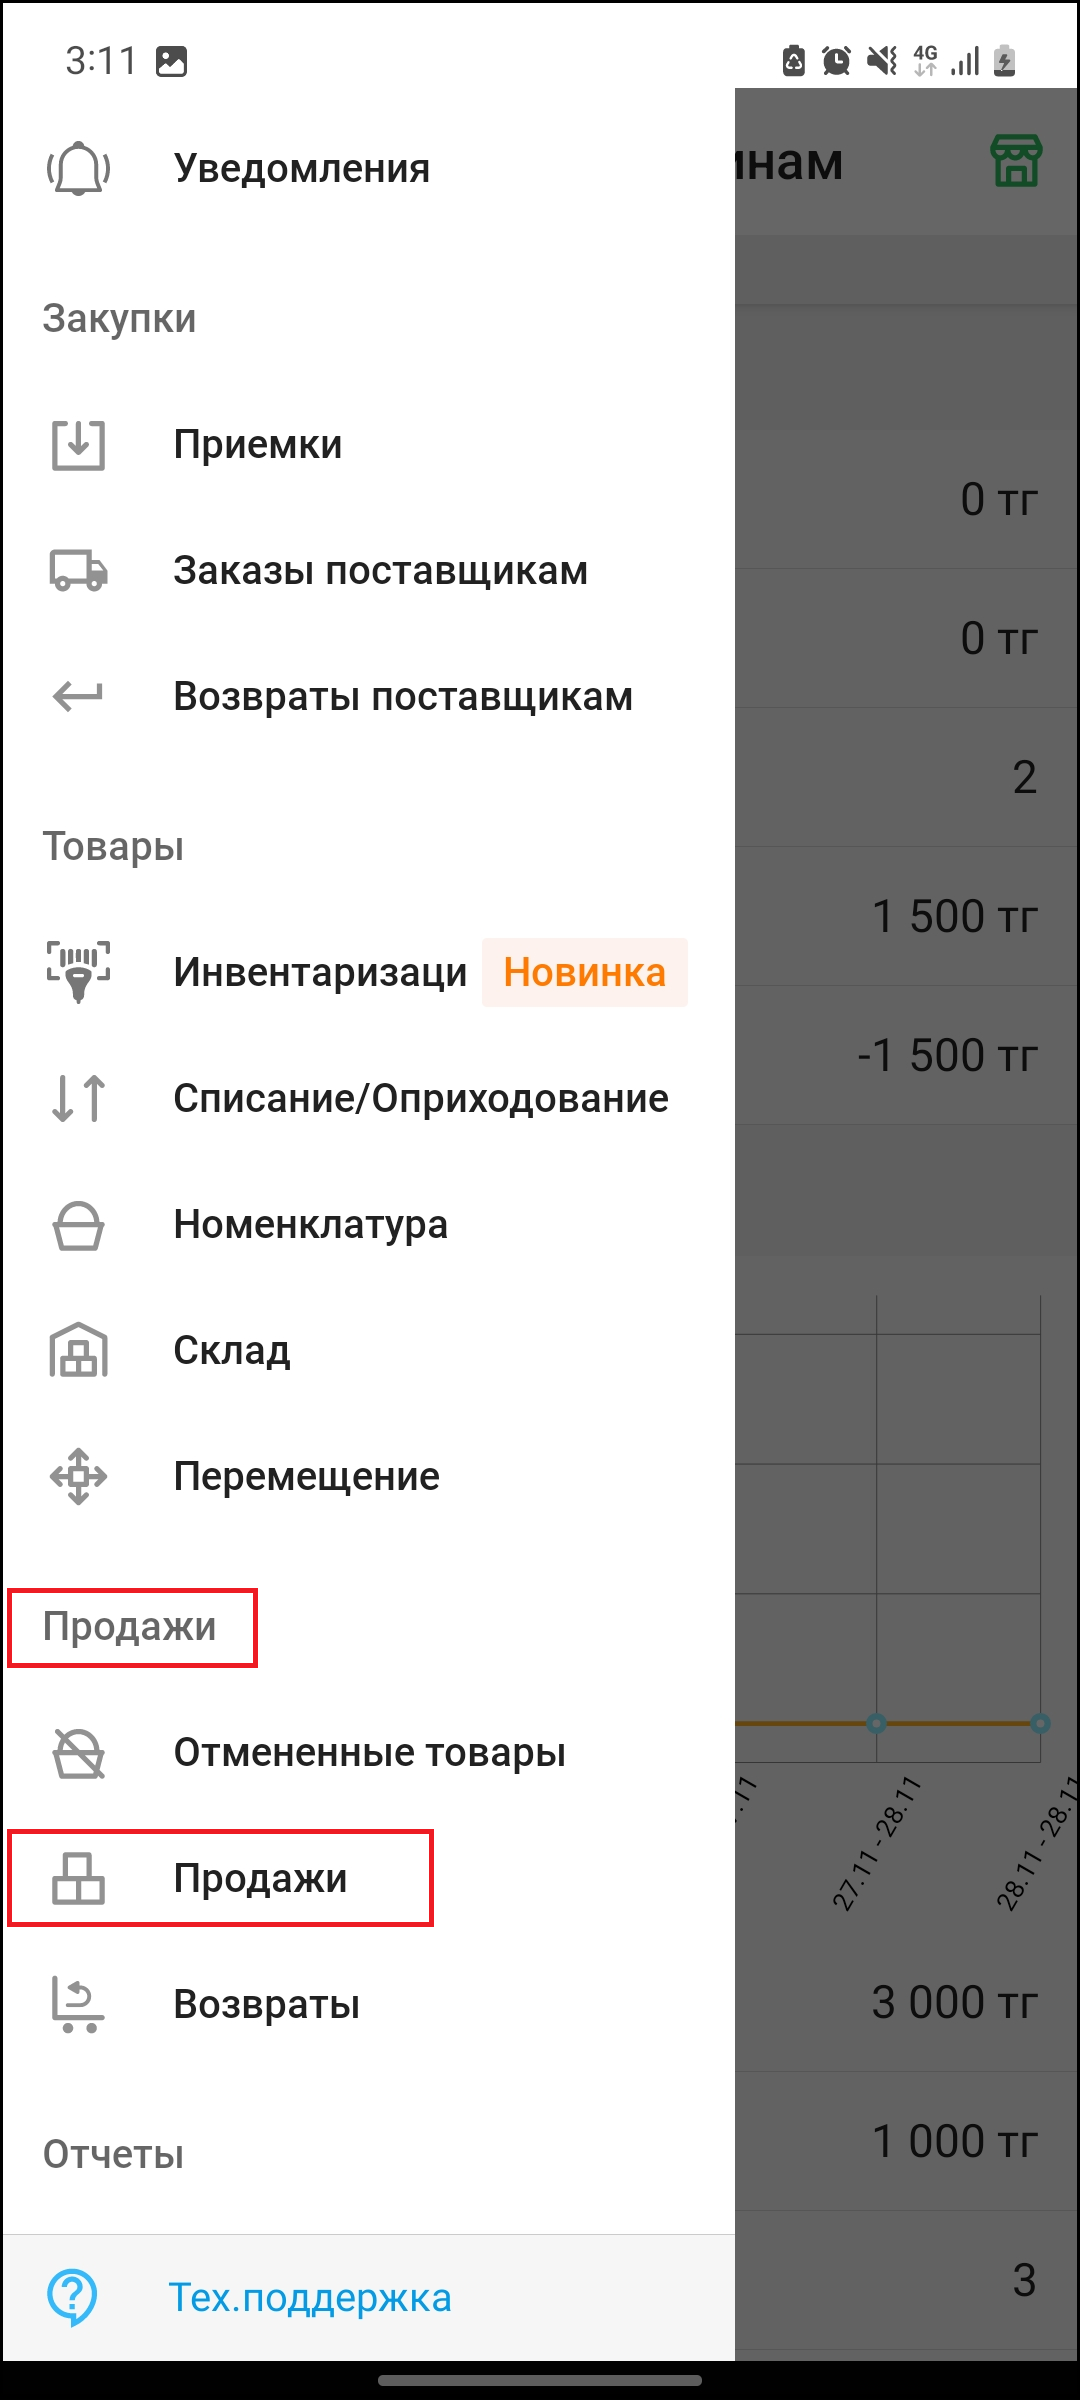 3:11
4G
Уведомления
инам
Закупки
Приемки
0 тг
Заказы поставщикам
0 тг
Возвраты поставщикам
2
Товары
1 500 тг
Инвентаризаци Новинка
-1 500 тг
Списание/Оприходование
Номенклатура
Склад
Перемещение
Продажи
Отмененные товары
.11
27.11 - 28.11
28.11 - 28.11
Продажи
Возвраты
3 000 тг
Отчеты
1 000 тг
Тех.поддержка
3